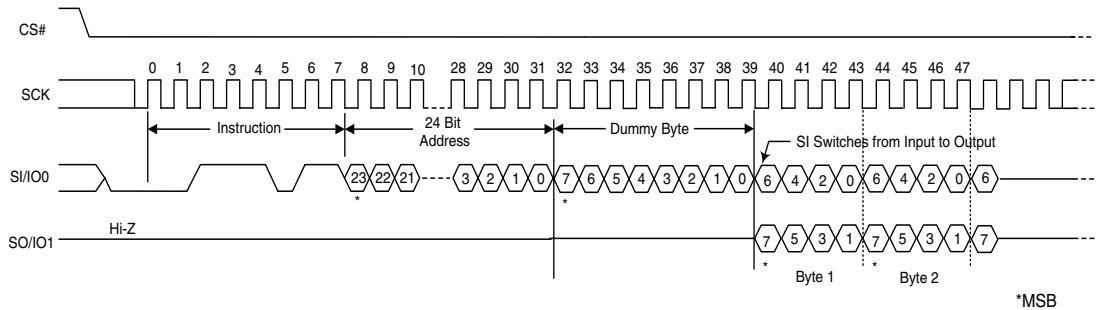 CS#
0 1 2 3 4 5 6 7 8 9 10 28 29 30 31 32 33 34 35 36 37 38 39 40 41 42 43 44 45 46 47
SCK
Instruction 24 Bit Address Dummy Byte
SI Switches from Input to Output
SI/IO0 23 22 21 3 2 1 0 7 6 5 4 3 2 1 0 6 4 2 0 6 4 2 0 6
* *
Hi-Z
SO/IO1 7 5 3 1 7 5 3 1 7
* *
Byte 1 Byte 2
*MSB